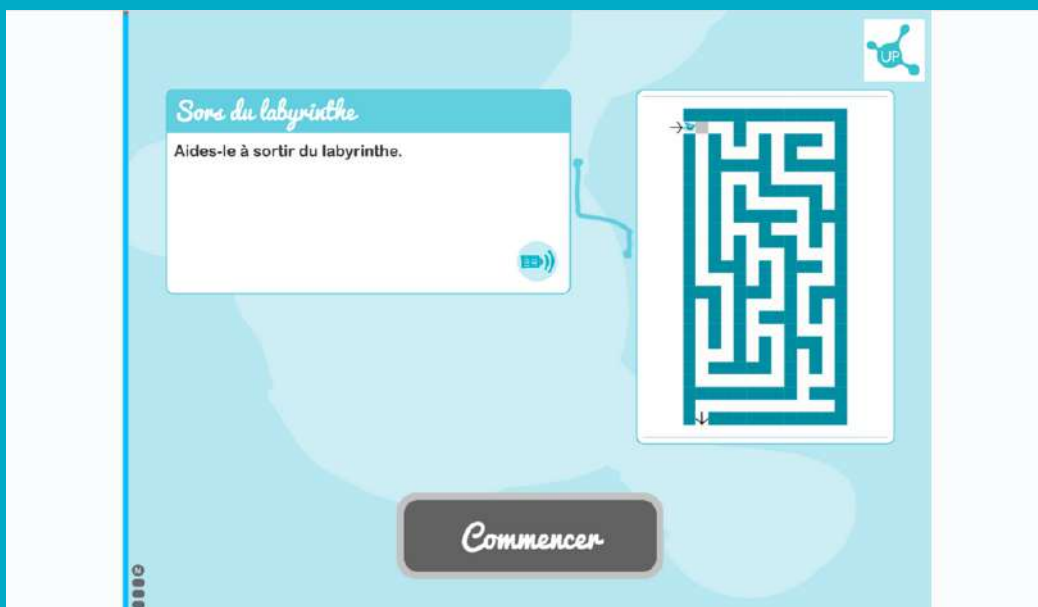 UP
Sors du labyrinthe
Aides-le à sortir du labyrinthe.
Commencer
N